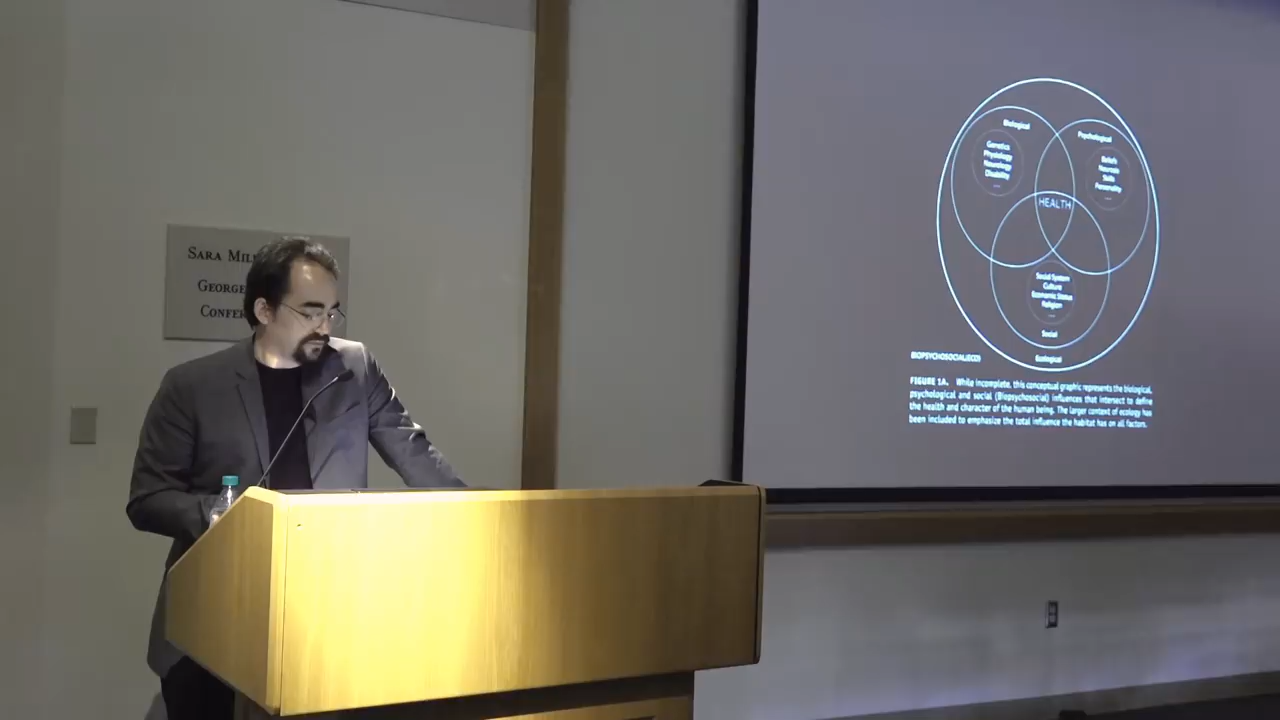 SARA MIL
GEORGE
CONFER
Biological
Genetics
Physiology
Neurology
Disability
Psychological
Beliefs
Neurosis
Skills
Personality
HEALTH
Social System
Culture
Economic Status
Religion
Social
Ecological
BIOPSYCHOSOCIAL(ECO)
FIGURE 1A. While incomplete, this conceptual graphic represents the biological,
psychological and social (Biopsychosocial) influences that intersect to define
the health and character of the human being. The larger context of ecology has
been included to emphasize the total influence the habitat has on all factors.